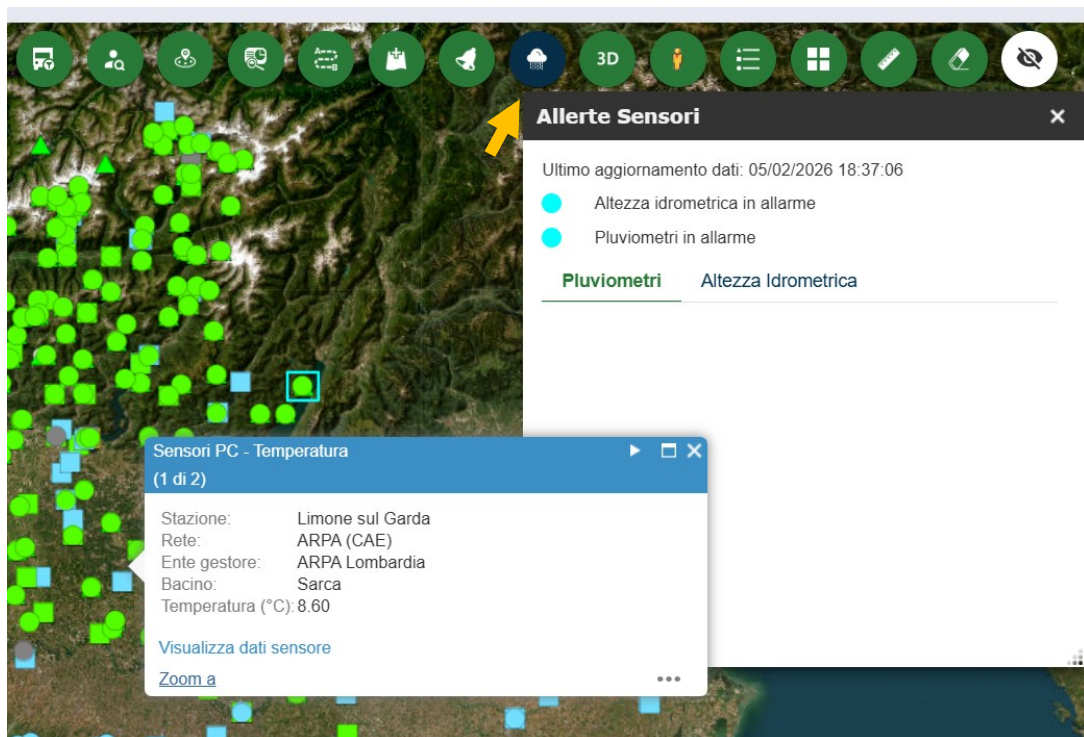 A
B
3D
Allerte Sensori
Ultimo aggiornamento dati: 05/02/2026 18:37:06
Altezza idrometrica in allarme
Pluviometri in allarme
Pluviometri Altezza Idrometrica
Sensori PC - Temperatura
(1 di 2)
Stazione: Limone sul Garda
Rete: ARPA (CAE)
Ente gestore: ARPA Lombardia
Bacino: Sarca
Temperatura (°C): 8.60
Visualizza dati sensore
Zoom a